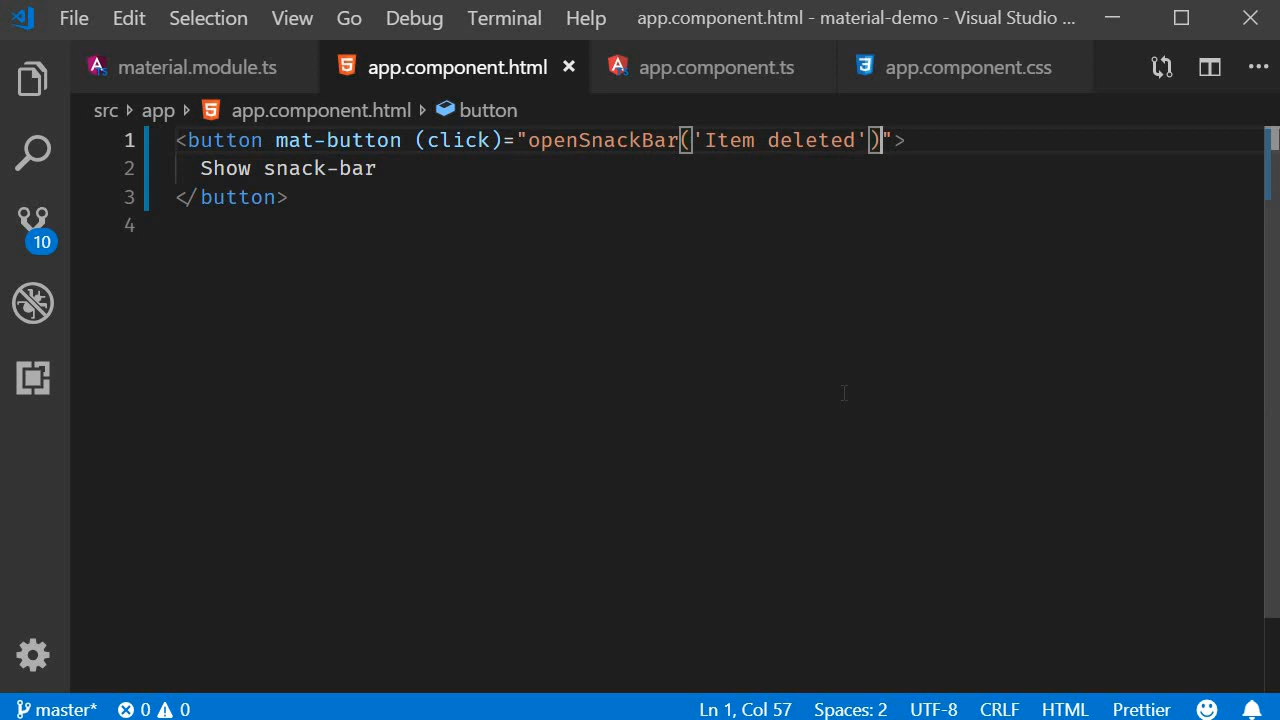 File Edit Selection View Go Debug Terminal Help app.component.html - material-demo - Visual Studio ...
material.module.ts app.component.html app.component.ts app.component.css
src app app.component.html button
1 <button mat-button (click)="openSnackBar('Item deleted')">
2 Show snack-bar
3 </button>
4
10
master* 0 0 Ln 1, Col 57 Spaces: 2 UTF-8 CRLF HTML Prettier